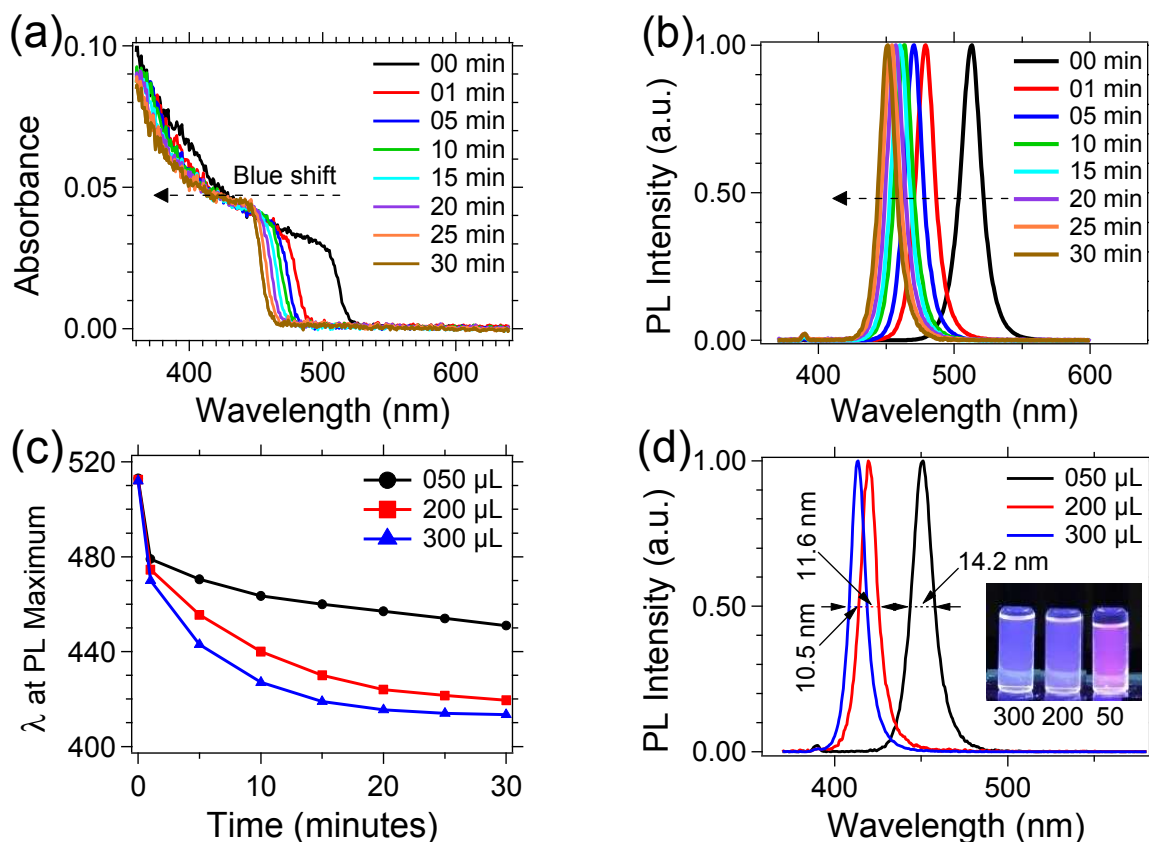 (a)
0.10
0.05
0.00
Absorbance
Blue shift
00 min
01 min
05 min
10 min
15 min
20 min
25 min
30 min
400
500
600
Wavelength (nm)
(b)
1.00
0.50
0.00
PL Intensity (a.u.)
00 min
01 min
05 min
10 min
15 min
20 min
25 min
30 min
400
500
600
Wavelength (nm)
(c)
520
480
440
400
λ at PL Maximum
050 µL
200 µL
300 µL
0
10
20
30
Time (minutes)
(d)
1.00
0.50
0.00
PL Intensity (a.u.)
050 µL
200 µL
300 µL
11.6 nm
14.2 nm
10.5 nm
300 200 50
400
500
Wavelength (nm)